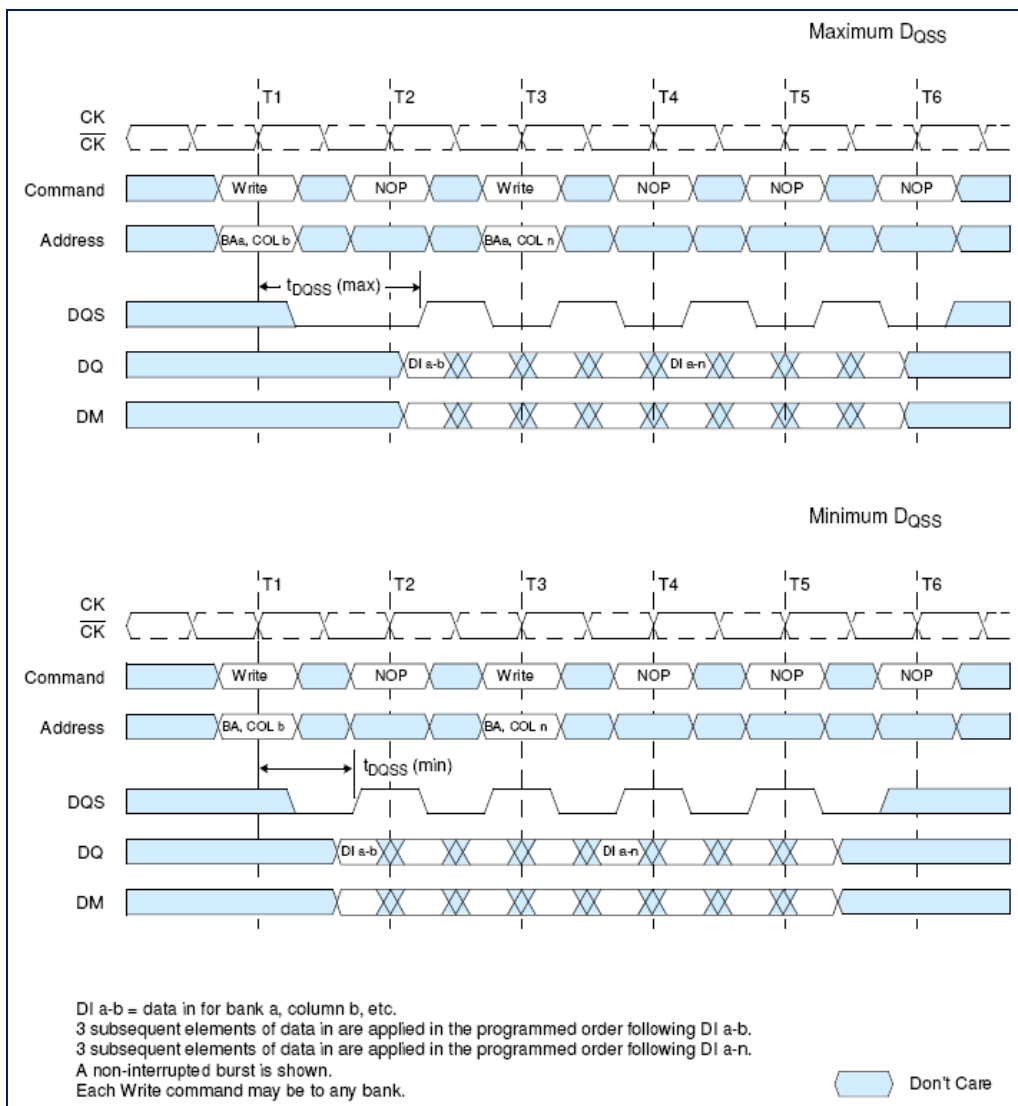 Maximum DQSS
T1 T2 T3 T4 T5 T6
CK
CK
Command Write NOP Write NOP NOP NOP
Address BAa, COL b BAa, COL n
tDQSS (max)
DQS
DQ DI a-b DI a-n
DM
Minimum DQSS
T1 T2 T3 T4 T5 T6
CK
CK
Command Write NOP Write NOP NOP NOP
Address BA, COL b BA, COL n
tDQSS (min)
DQS
DQ DI a-b DI a-n
DM
DI a-b = data in for bank a, column b, etc.
3 subsequent elements of data in are applied in the programmed order following DI a-b.
3 subsequent elements of data in are applied in the programmed order following DI a-n.
A non-interrupted burst is shown.
Each Write command may be to any bank.
Don't Care